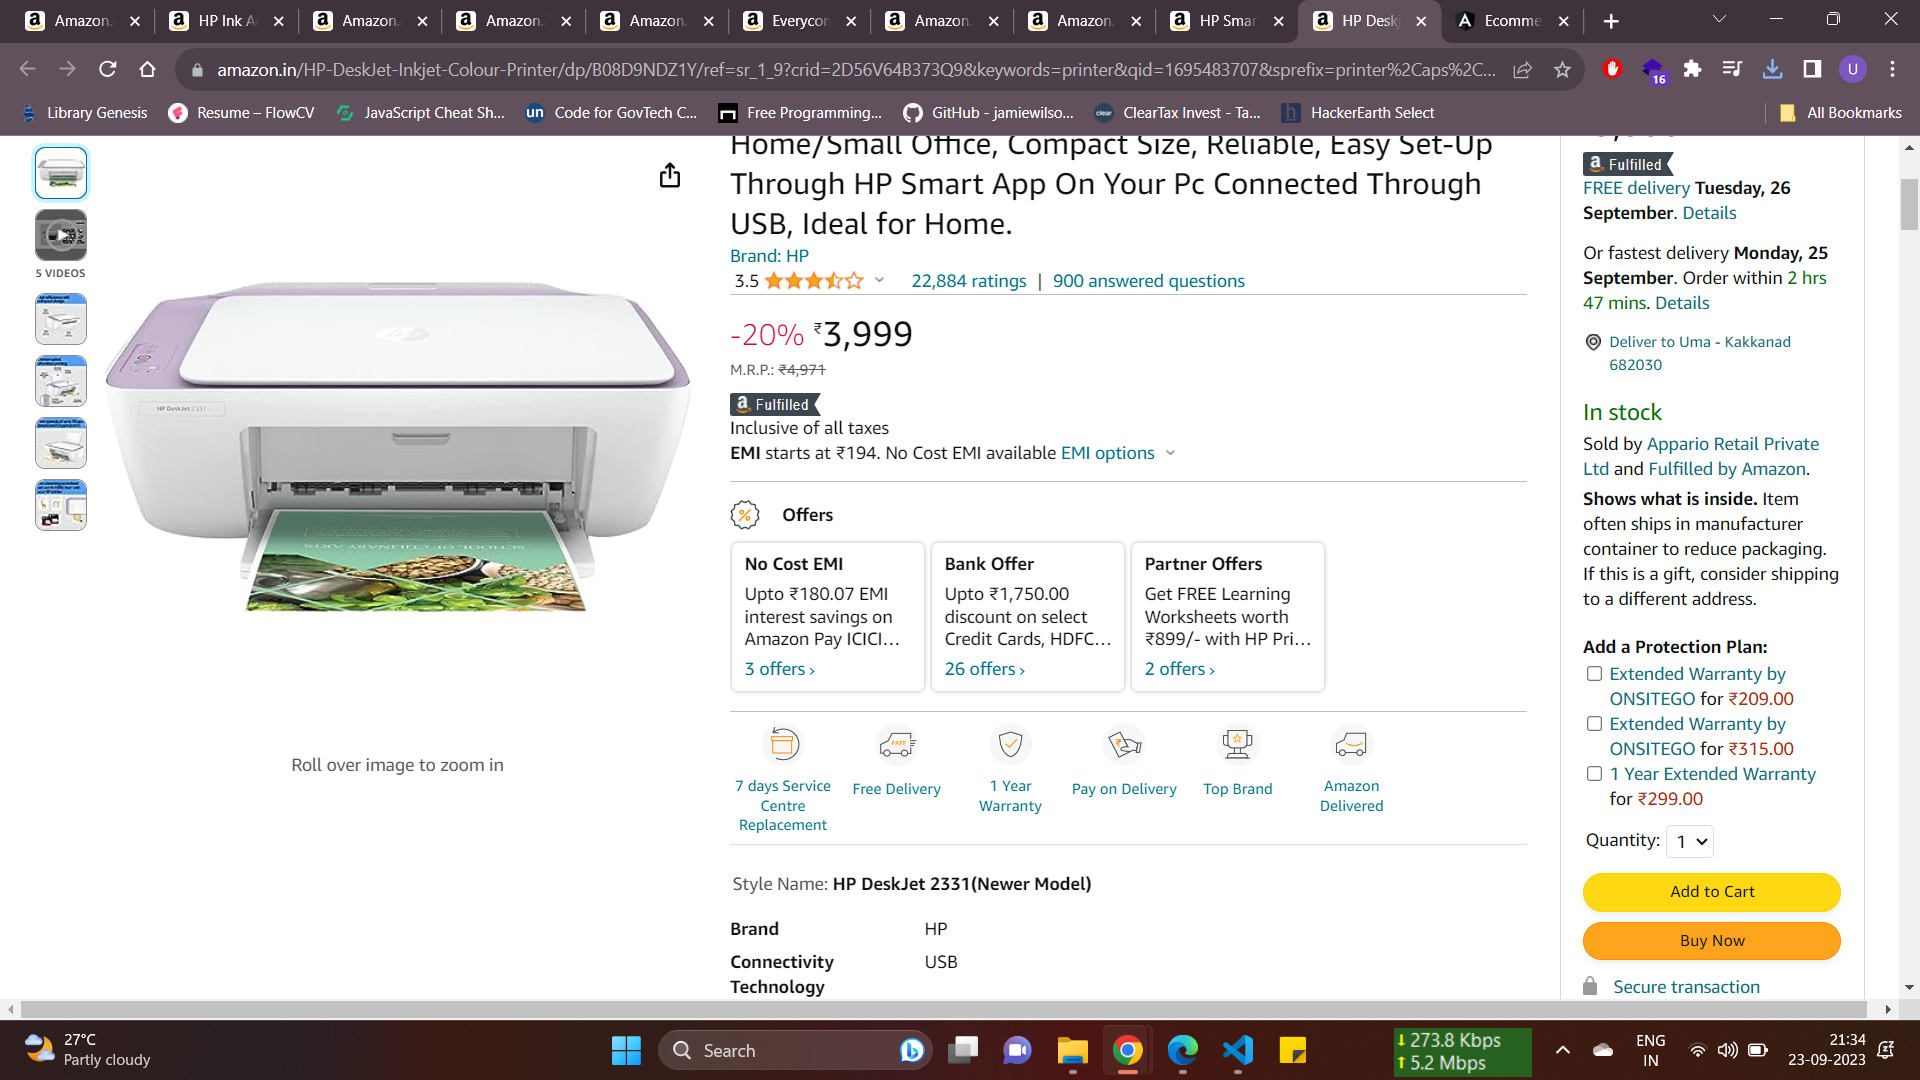 Amazon.
HP Ink A
Amazon.
Amazon.
Amazon.
Everycon
Amazon.
Amazon.
HP Smar
HP Desk
Ecomme
amazon.in/HP-DeskJet-Inkjet-Colour-Printer/dp/B08D9NDZ1Y/ref=sr_1_9?crid=2D56V64B373Q9&keywords=printer&qid=1695483707&sprefix=printer%2Caps%2C...
16
U
Library Genesis
Resume – FlowCV
JavaScript Cheat Sh...
un Code for GovTech C...
Free Programming...
GitHub - jamiewilso...
clear ClearTax Invest - Ta...
h HackerEarth Select
All Bookmarks
5 VIDEOS
HP DeskJet 2331
SCHOOL OF CULINARY ARTS
Roll over image to zoom in
Home/Small Office, Compact Size, Reliable, Easy Set-Up
Through HP Smart App On Your Pc Connected Through
USB, Ideal for Home.
Brand: HP
3.5 22,884 ratings | 900 answered questions
-20% ₹3,999
M.R.P.: ₹4,971
a Fulfilled
Inclusive of all taxes
EMI starts at ₹194. No Cost EMI available EMI options
% Offers
No Cost EMI
Upto ₹180.07 EMI
interest savings on
Amazon Pay ICICI...
3 offers ›
Bank Offer
Upto ₹1,750.00
discount on select
Credit Cards, HDFC...
26 offers ›
Partner Offers
Get FREE Learning
Worksheets worth
₹899/- with HP Pri...
2 offers ›
7 days Service
Centre
Replacement
FREE
Free Delivery
1 Year
Warranty
Pay on Delivery
Top Brand
Amazon
Delivered
Style Name: HP DeskJet 2331(Newer Model)
Brand HP
Connectivity USB
Technology
a Fulfilled
FREE delivery Tuesday, 26
September. Details
Or fastest delivery Monday, 25
September. Order within 2 hrs
47 mins. Details
Deliver to Uma - Kakkanad
682030
In stock
Sold by Appario Retail Private
Ltd and Fulfilled by Amazon.
Shows what is inside. Item
often ships in manufacturer
container to reduce packaging.
If this is a gift, consider shipping
to a different address.
Add a Protection Plan:
Extended Warranty by
ONSITEGO for ₹209.00
Extended Warranty by
ONSITEGO for ₹315.00
1 Year Extended Warranty
for ₹299.00
Quantity: 1
Add to Cart
Buy Now
Secure transaction
27°C
Partly cloudy
Search
273.8 Kbps
5.2 Mbps
ENG
IN
21:34
23-09-2023